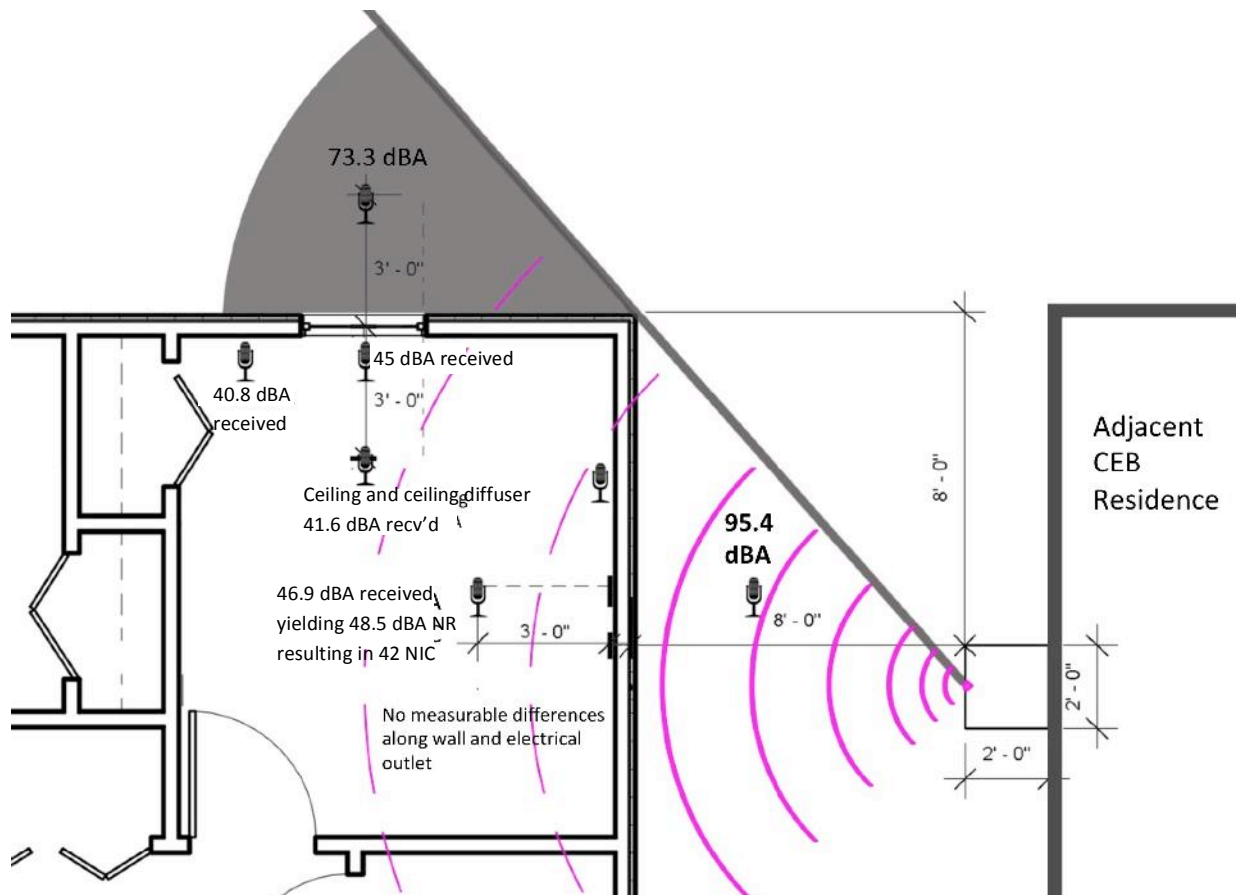 73.3 dBA
3' - 0"
45 dBA received
40.8 dBA
received
3' - 0"
Ceiling and ceiling diffuser
41.6 dBA recv'd
95.4
dBA
8' - 0"
Adjacent
CEB
Residence
46.9 dBA received,
yielding 48.5 dBA NR
resulting in 42 NIC
3' - 0"
8' - 0"
2' - 0"
No measurable differences
along wall and electrical
outlet
2' - 0"